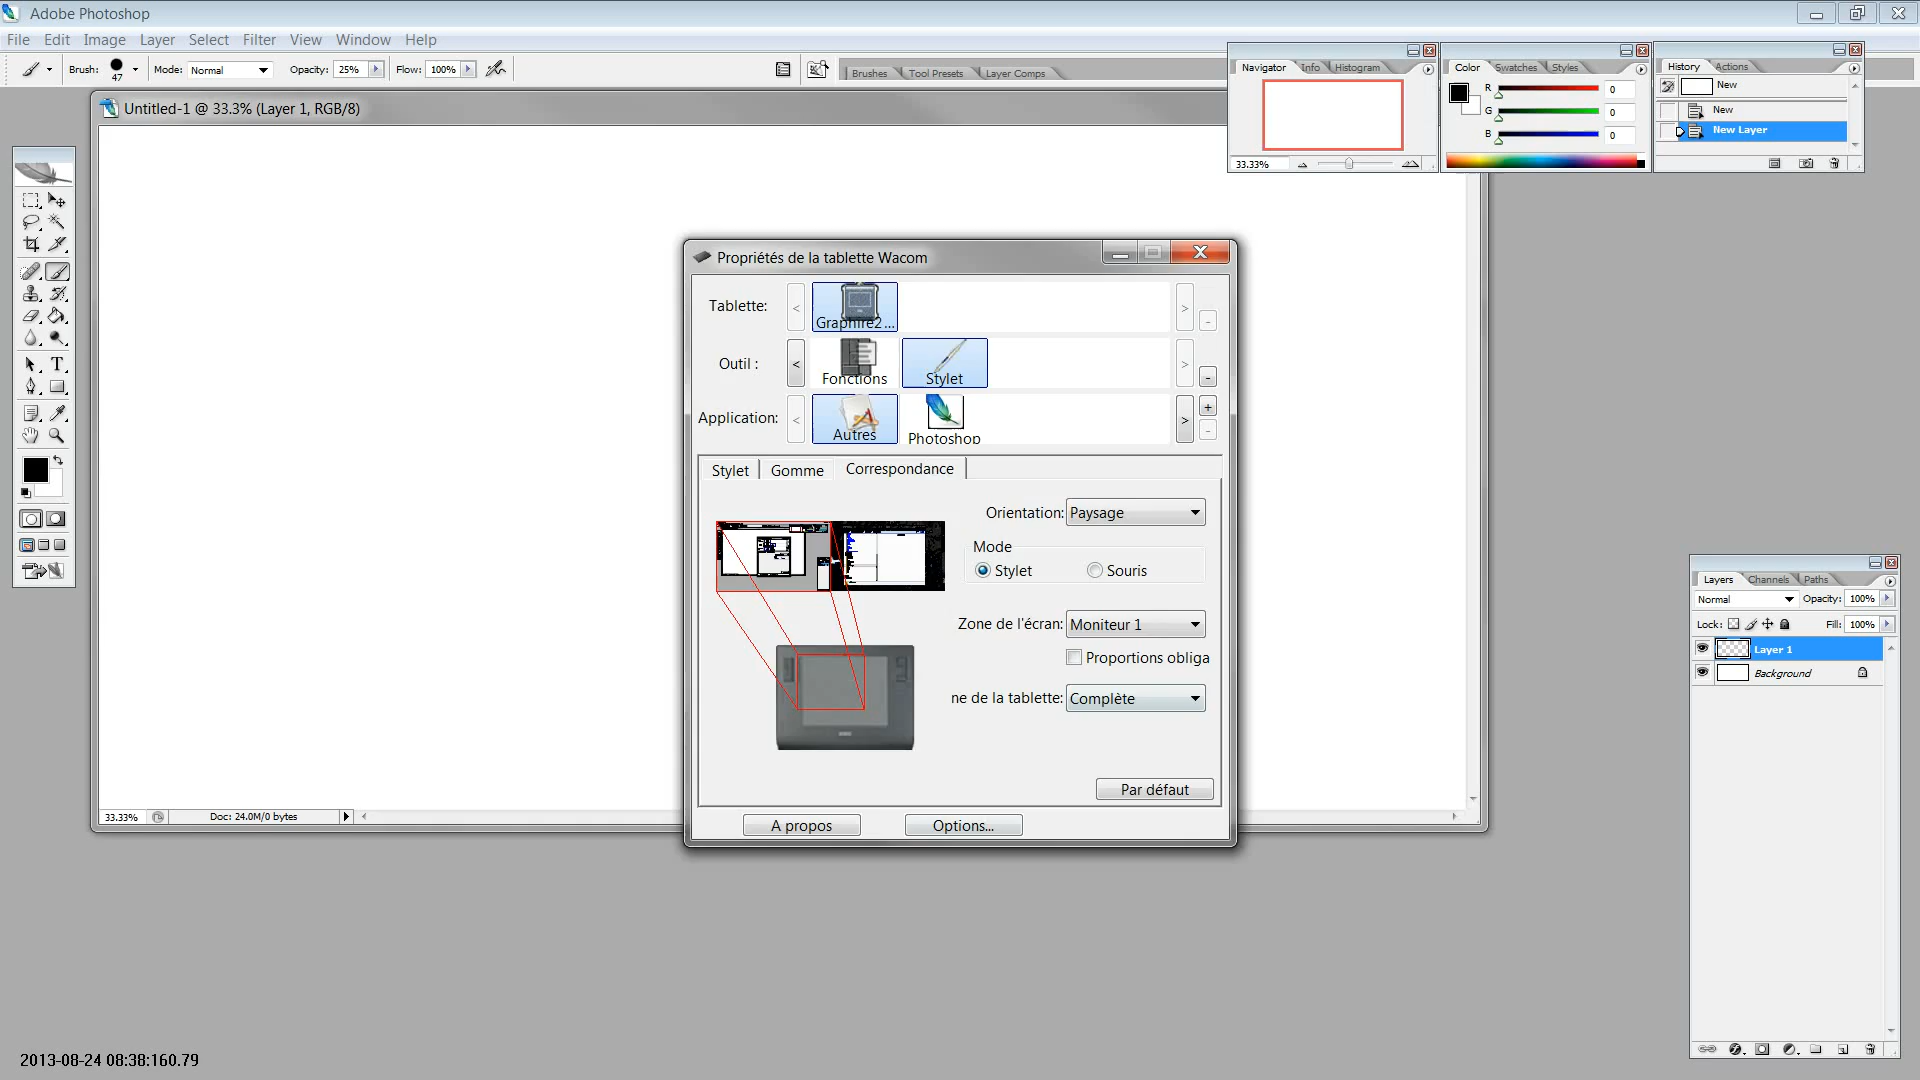 Adobe Photoshop
File Edit Image Layer Select Filter View Window Help
Brush: 47 Mode: Normal Opacity: 25% Flow: 100%
Brushes Tool Presets Layer Comps
Untitled-1 @ 33.3% (Layer 1, RGB/8)
Navigator Info Histogram
33.33%
Color Swatches Styles
R 0
G 0
B 0
History Actions
New
New
New Layer
Propriétés de la tablette Wacom
Tablette: < Graphire2 ... > -
Outil : < Fonctions Stylet > -
Application: < Autres Photoshop > + -
Stylet Gomme Correspondance
Orientation: Paysage
Mode
Stylet Souris
Zone de l'écran: Moniteur 1
Proportions obliga
ne de la tablette: Complète
Par défaut
A propos Options...
33.33% Doc: 24.0M/0 bytes
Layers Channels Paths
Normal Opacity: 100%
Lock: Fill: 100%
Layer 1
Background
2013-08-24 08:38:160.79